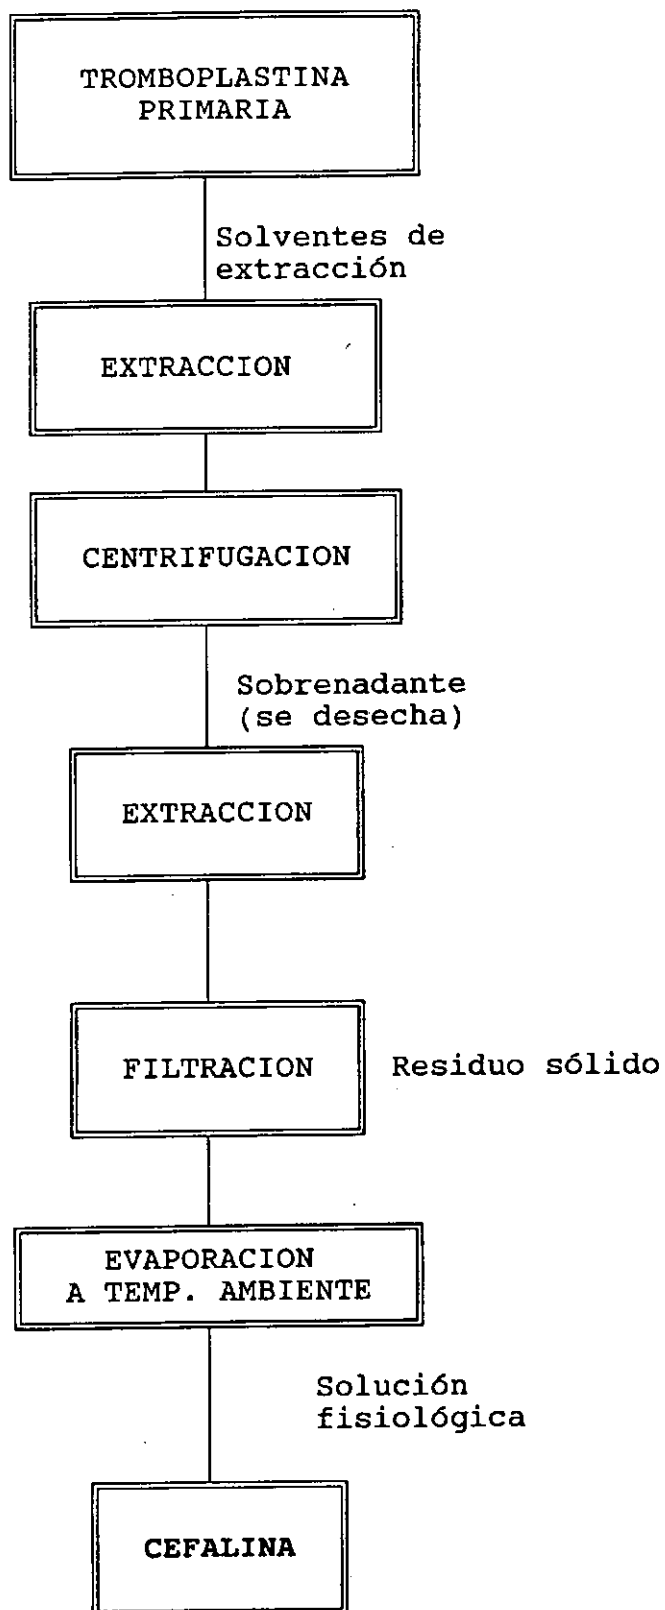 TROMBOPLASTINA
PRIMARIA
Solventes de
extracción
EXTRACCION
CENTRIFUGACION
Sobrenadante
(se desecha)
EXTRACCION
FILTRACION
Residuo sólido
EVAPORACION
A TEMP. AMBIENTE
Solución
fisiológica
CEFALINA